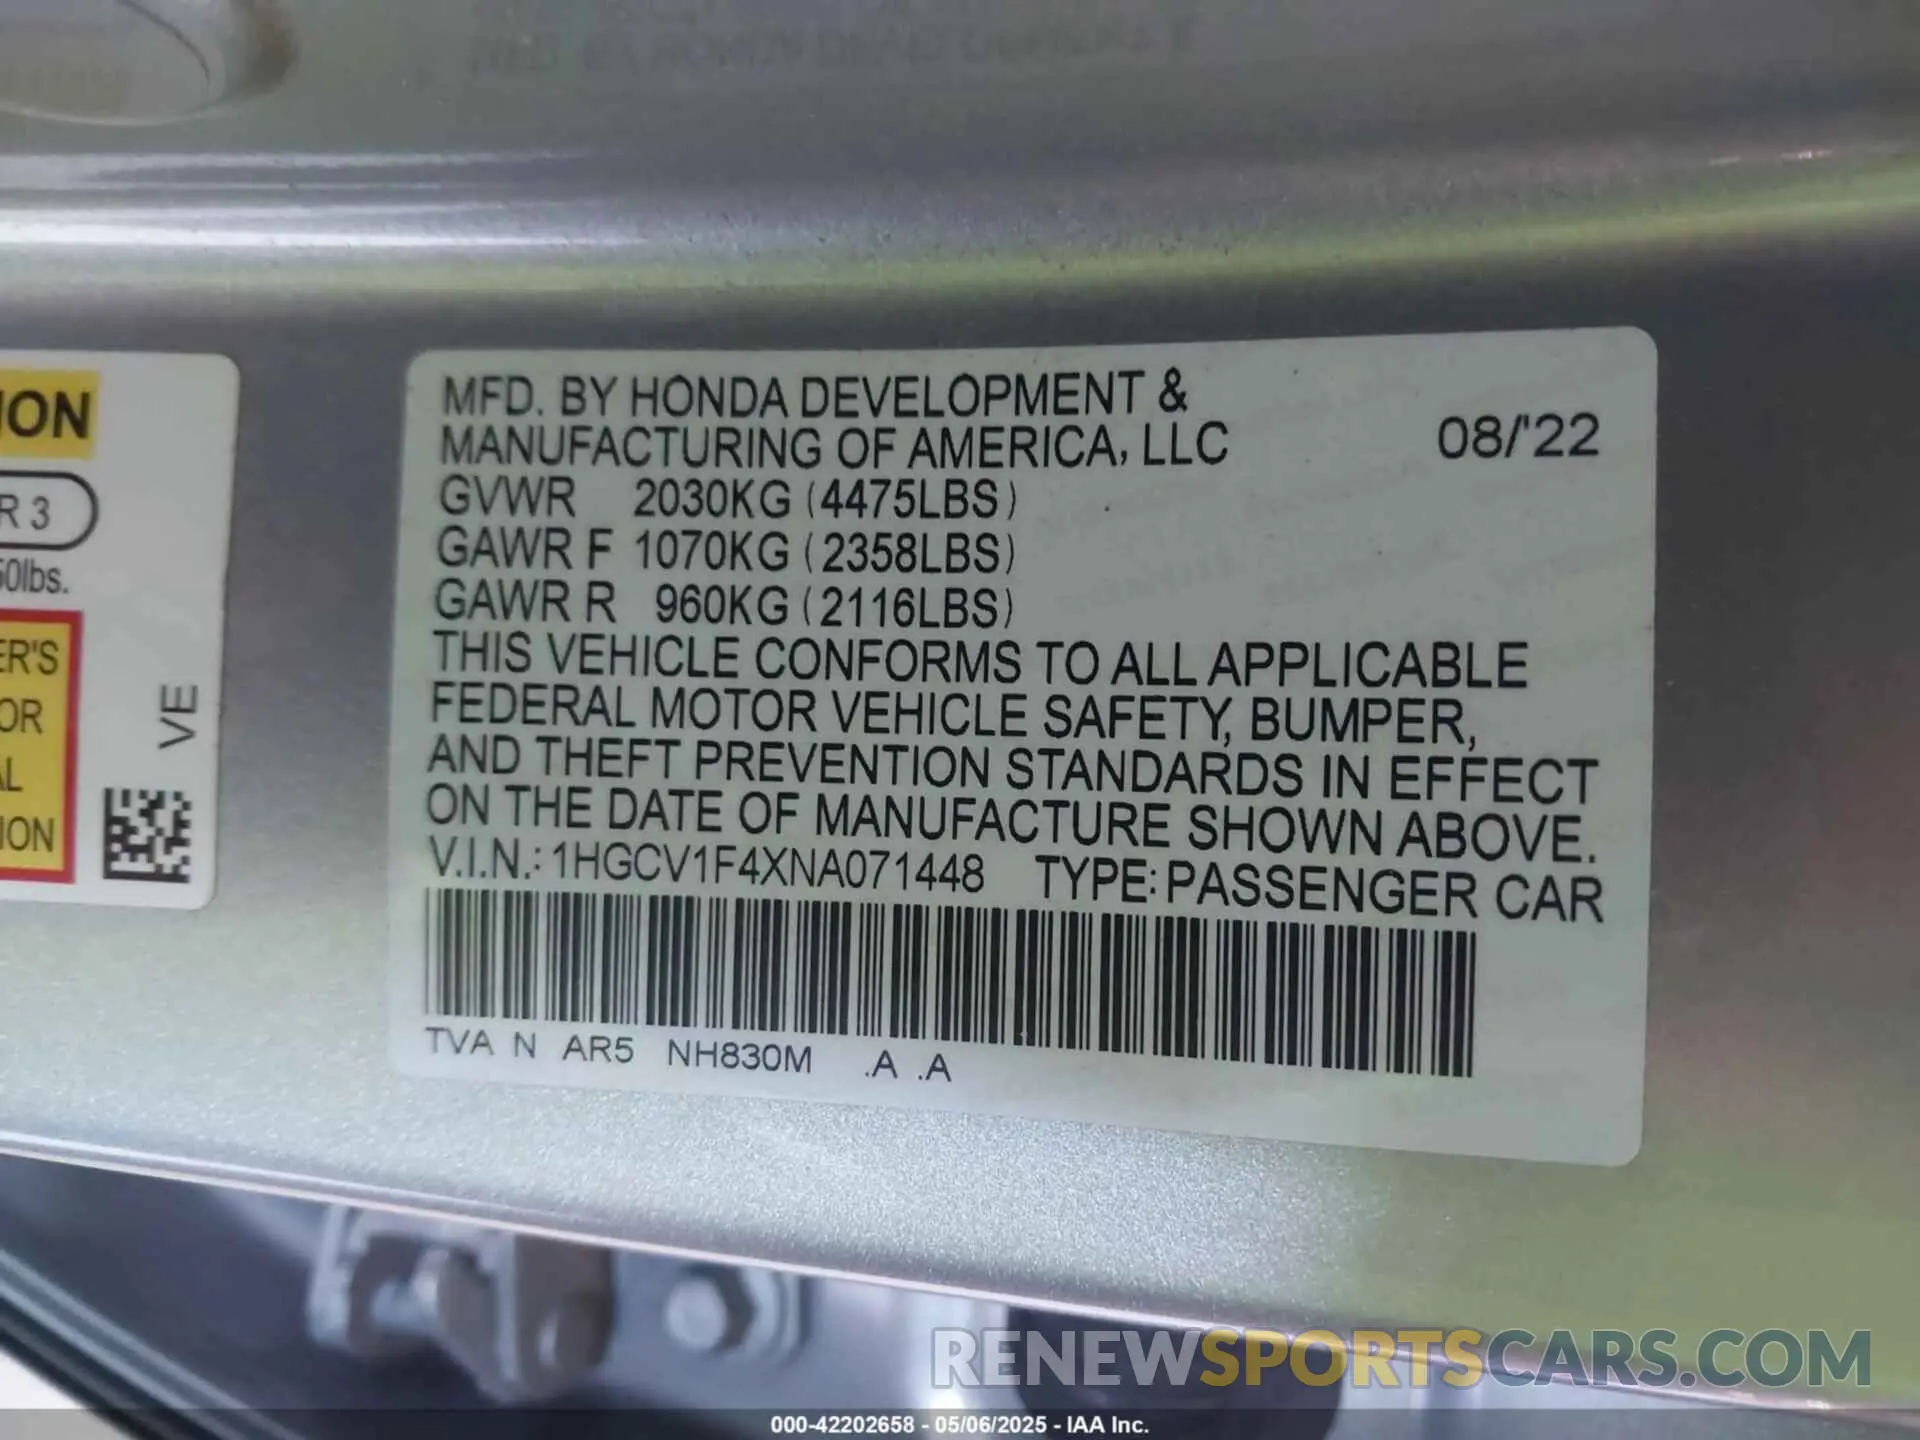 ION
R 3
50lbs.
ER'S
OR
AL
ION
VE
MFD. BY HONDA DEVELOPMENT &
MANUFACTURING OF AMERICA, LLC 08/'22
GVWR 2030KG (4475LBS)
GAWR F 1070KG (2358LBS)
GAWR R 960KG (2116LBS)
THIS VEHICLE CONFORMS TO ALL APPLICABLE
FEDERAL MOTOR VEHICLE SAFETY, BUMPER,
AND THEFT PREVENTION STANDARDS IN EFFECT
ON THE DATE OF MANUFACTURE SHOWN ABOVE.
V.I.N.: 1HGCV1F4XNA071448 TYPE: PASSENGER CAR
TVA N AR5 NH830M .A .A
RENEWSPORTSCARS.COM
000-42202658 - 05/06/2025 - IAA Inc.